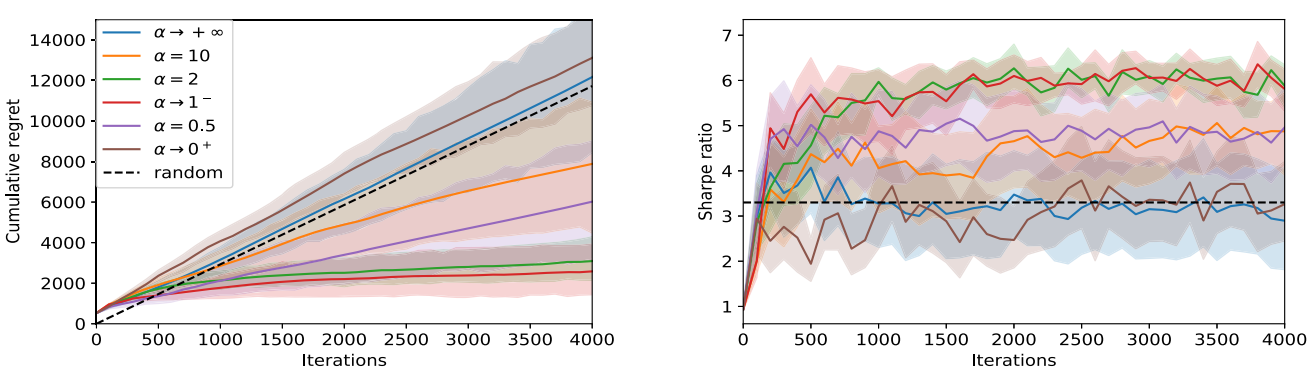 Cumulative regret
14000
12000
10000
8000
6000
4000
2000
0
α → + ∞
α = 10
α = 2
α → 1⁻
α = 0.5
α → 0⁺
random
0 500 1000 1500 2000 2500 3000 3500 4000
Iterations
Sharpe ratio
7
6
5
4
3
2
1
0 500 1000 1500 2000 2500 3000 3500 4000
Iterations